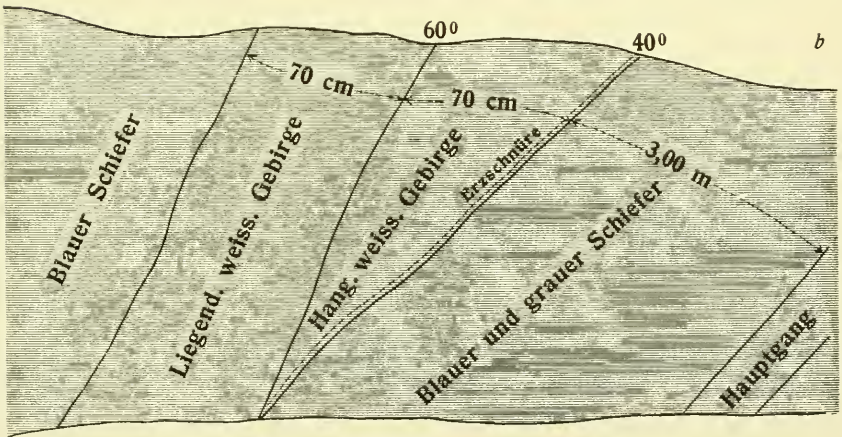 60⁰
40⁰
b
70 cm
70 cm
3,00 m
Blauer Schiefer
Liegend. weiss. Gebirge
Hang. weiss. Gebirge
Erzschnüre
Blauer und grauer Schiefer
Hauptgang